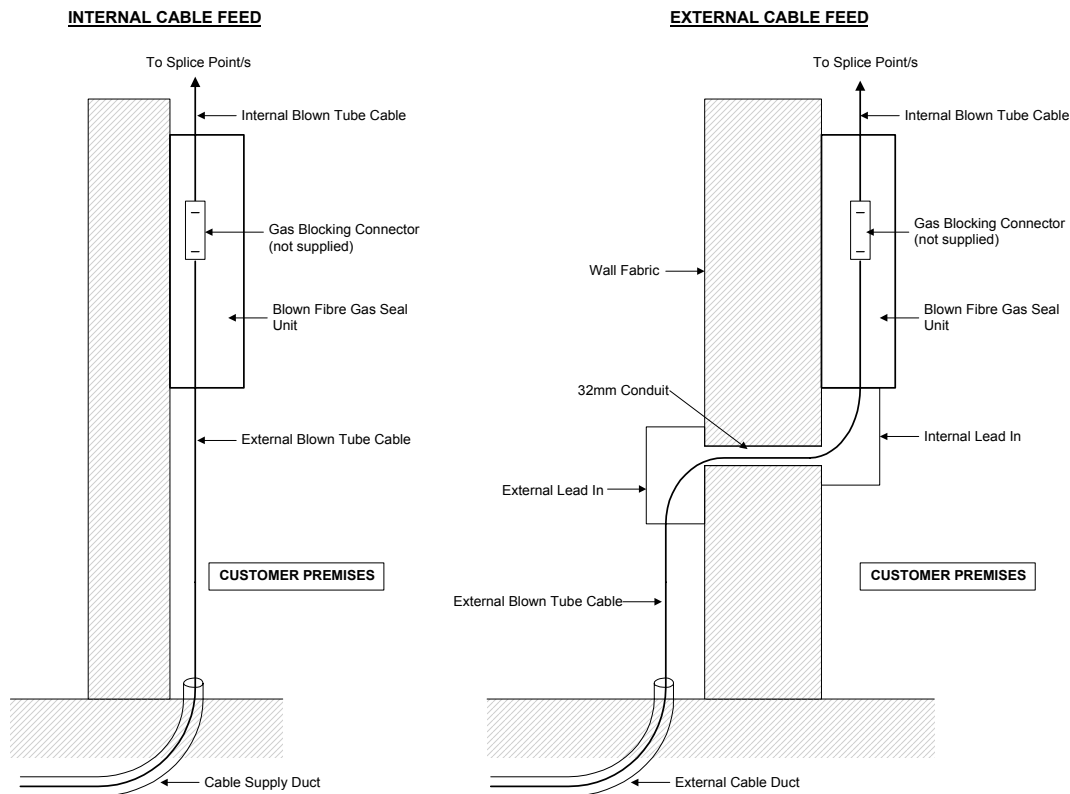 INTERNAL CABLE FEED
To Splice Point/s
Internal Blown Tube Cable
Gas Blocking Connector
(not supplied)
Blown Fibre Gas Seal
Unit
External Blown Tube Cable
CUSTOMER PREMISES
Cable Supply Duct
EXTERNAL CABLE FEED
To Splice Point/s
Internal Blown Tube Cable
Gas Blocking Connector
(not supplied)
Wall Fabric
Blown Fibre Gas Seal
Unit
32mm Conduit
Internal Lead In
External Lead In
CUSTOMER PREMISES
External Blown Tube Cable
External Cable Duct